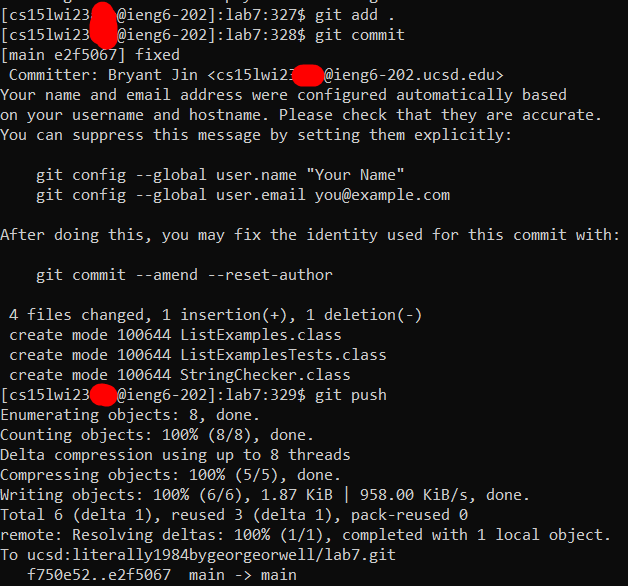 [cs15lwi23 @ieng6-202]:lab7:327$ git add .
[cs15lwi23 @ieng6-202]:lab7:328$ git commit
[main e2f5067] fixed
 Committer: Bryant Jin <cs15lwi23 @ieng6-202.ucsd.edu>
Your name and email address were configured automatically based
on your username and hostname. Please check that they are accurate.
You can suppress this message by setting them explicitly:
    git config --global user.name "Your Name"
    git config --global user.email you@example.com
After doing this, you may fix the identity used for this commit with:
    git commit --amend --reset-author
 4 files changed, 1 insertion(+), 1 deletion(-)
 create mode 100644 ListExamples.class
 create mode 100644 ListExamplesTests.class
 create mode 100644 StringChecker.class
[cs15lwi23 @ieng6-202]:lab7:329$ git push
Enumerating objects: 8, done.
Counting objects: 100% (8/8), done.
Delta compression using up to 8 threads
Compressing objects: 100% (5/5), done.
Writing objects: 100% (6/6), 1.87 KiB | 958.00 KiB/s, done.
Total 6 (delta 1), reused 3 (delta 1), pack-reused 0
remote: Resolving deltas: 100% (1/1), completed with 1 local object.
To ucsd:literally1984bygeorgeorwell/lab7.git
   f750e52..e2f5067  main -> main